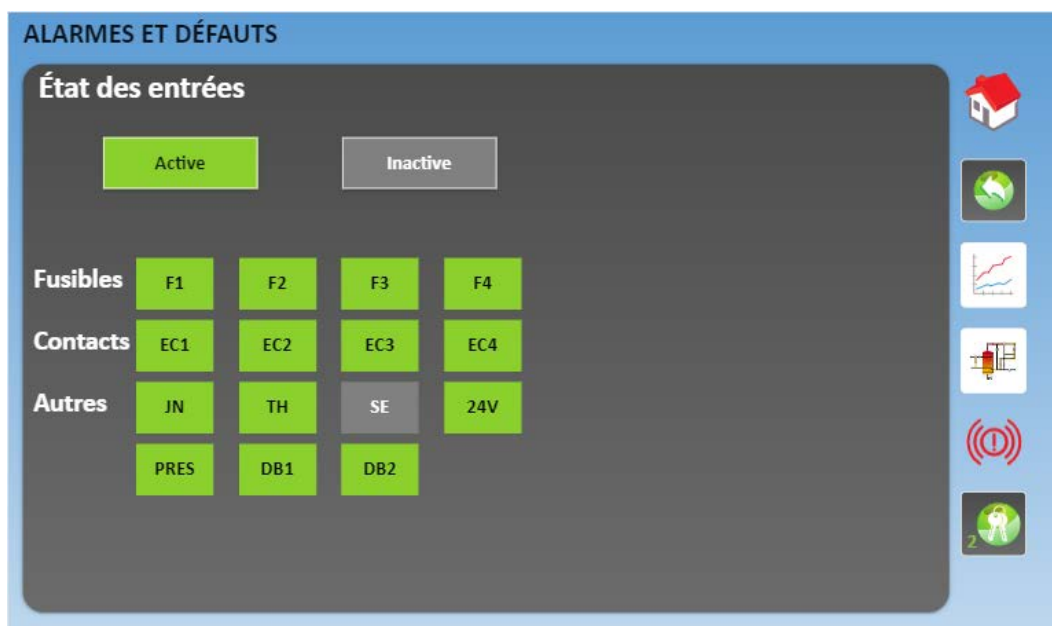 ALARMES ET DÉFAUTS
État des entrées
Active Inactive
Fusibles F1 F2 F3 F4
Contacts EC1 EC2 EC3 EC4
Autres JN TH SE 24V
PRES DB1 DB2
2